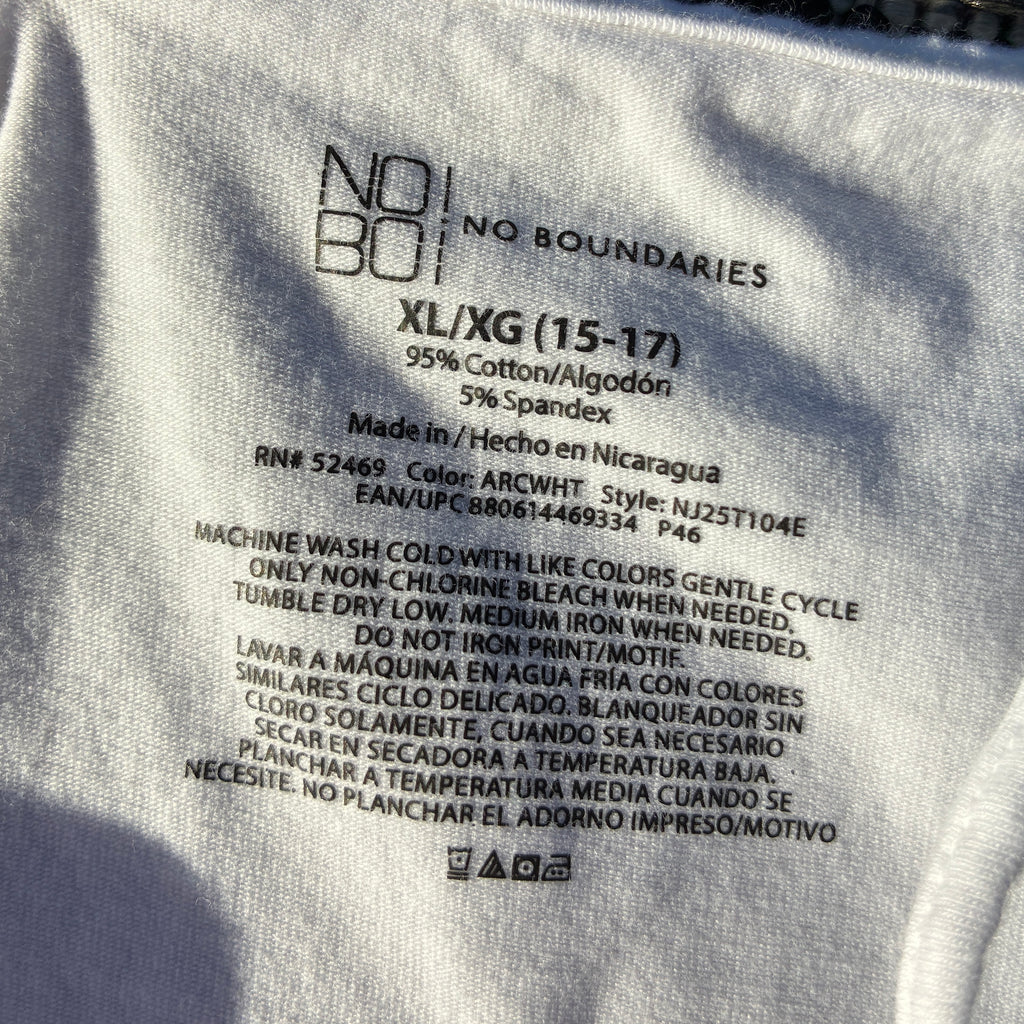 NO
BO
NO BOUNDARIES
XL/XG (15-17)
95% Cotton/Algodón
5% Spandex
Made in / Hecho en Nicaragua
RN# 52469 Color: ARCWHT Style: NJ25T104E
EAN/UPC 880614469334 P46
MACHINE WASH COLD WITH LIKE COLORS GENTLE CYCLE
ONLY NON-CHLORINE BLEACH WHEN NEEDED.
TUMBLE DRY LOW. MEDIUM IRON WHEN NEEDED.
DO NOT IRON PRINT/MOTIF.
LAVAR A MÁQUINA EN AGUA FRÍA CON COLORES
SIMILARES CICLO DELICADO. BLANQUEADOR SIN
CLORO SOLAMENTE, CUANDO SEA NECESARIO
SECAR EN SECADORA A TEMPERATURA BAJA.
PLANCHAR A TEMPERATURA MEDIA CUANDO SE
NECESITE. NO PLANCHAR EL ADORNO IMPRESO/MOTIVO